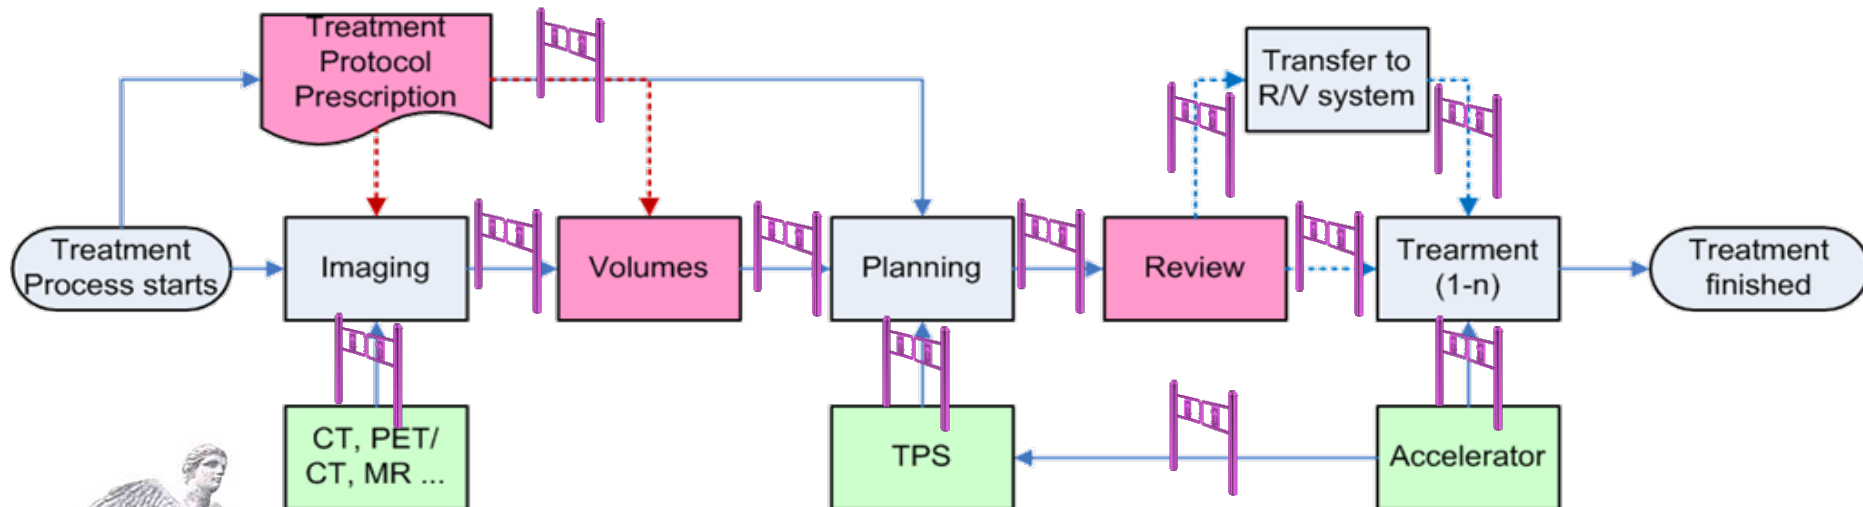 Treatment
Protocol
Prescription
Transfer to
R/V system
Treatment
Process starts
Imaging
Volumes
Planning
Review
Trearment
(1-n)
Treatment
finished
CT, PET/
CT, MR ...
TPS
Accelerator